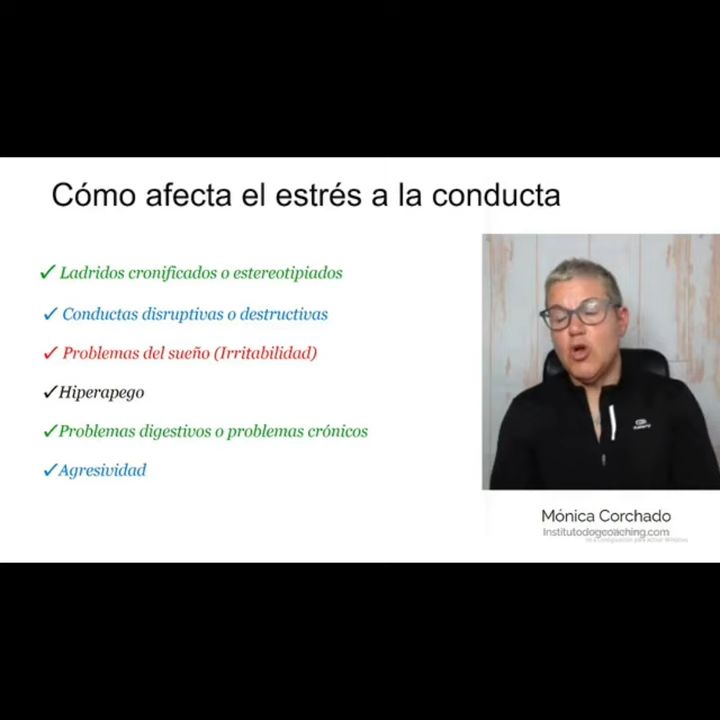 Cómo afecta el estrés a la conducta
✓ Ladridos cronificados o estereotipiados
✓ Conductas disruptivas o destructivas
✓ Problemas del sueño (Irritabilidad)
✓Hiperapego
✓Problemas digestivos o problemas crónicos
✓Agresividad
Mónica Corchado
Institutodogcoaching.com